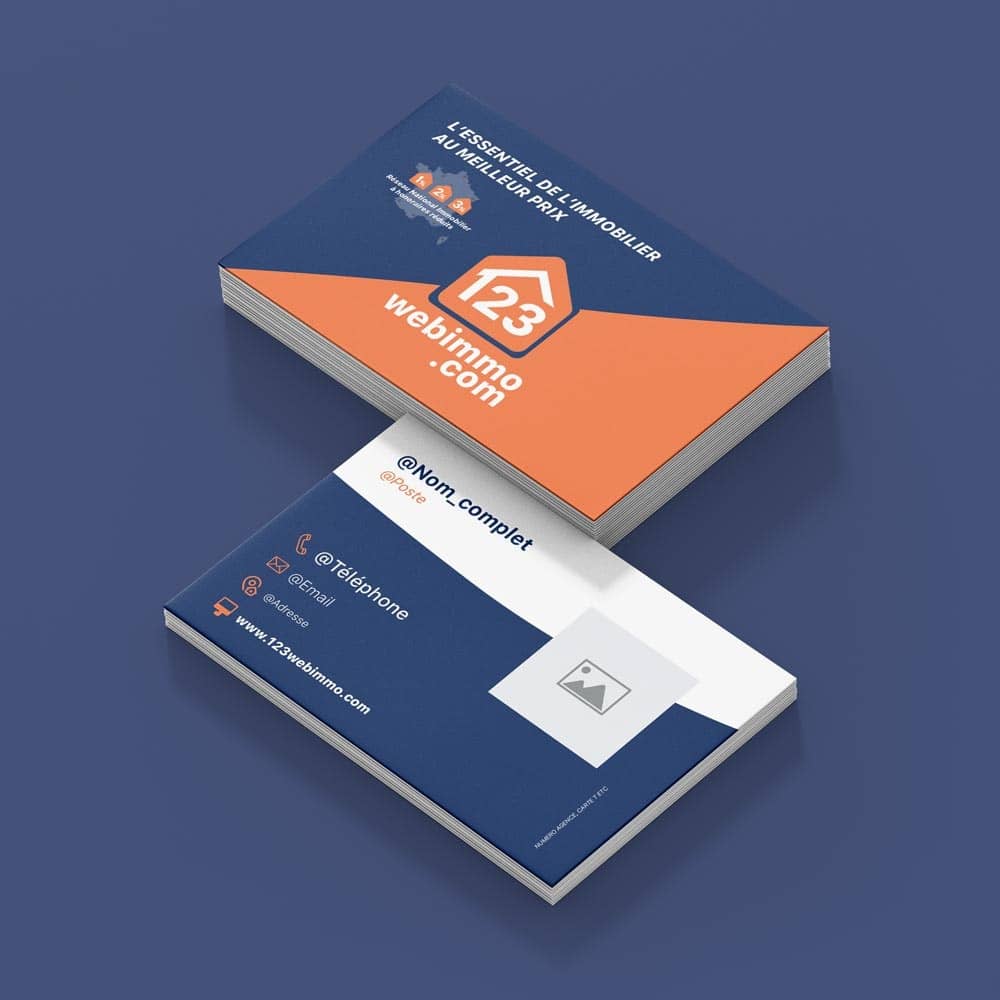 L'ESSENTIEL DE L'IMMOBILIER
AU MEILLEUR PRIX
1% 2% 3%
Réseau National Immobilier
à honoraires réduits
123
webimmo
.com
@Nom_complet
@Poste
@Téléphone
@Email
@Adresse
www.123webimmo.com
NUMERO AGENCE, CARTE T ETC